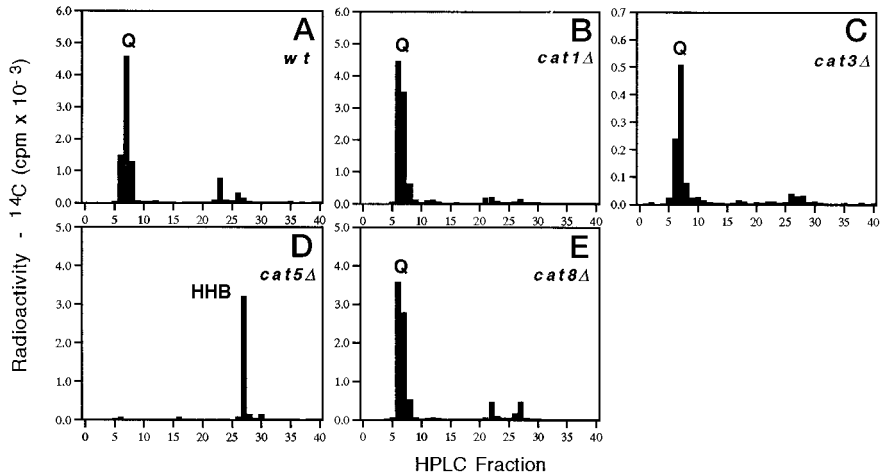 Radioactivity - ¹⁴C (cpm x 10⁻³)
A
wt
Q
6.0
5.0
4.0
3.0
2.0
1.0
0.0
0 5 10 15 20 25 30 35 40
B
cat1Δ
Q
6.0
5.0
4.0
3.0
2.0
1.0
0.0
0 5 10 15 20 25 30 35 40
C
cat3Δ
Q
0.7
0.6
0.5
0.4
0.3
0.2
0.1
0.0
0 5 10 15 20 25 30 35 40
D
cat5Δ
HHB
5.0
4.0
3.0
2.0
1.0
0.0
0 5 10 15 20 25 30 35 40
E
cat8Δ
Q
5.0
4.0
3.0
2.0
1.0
0.0
0 5 10 15 20 25 30 35 40
HPLC Fraction